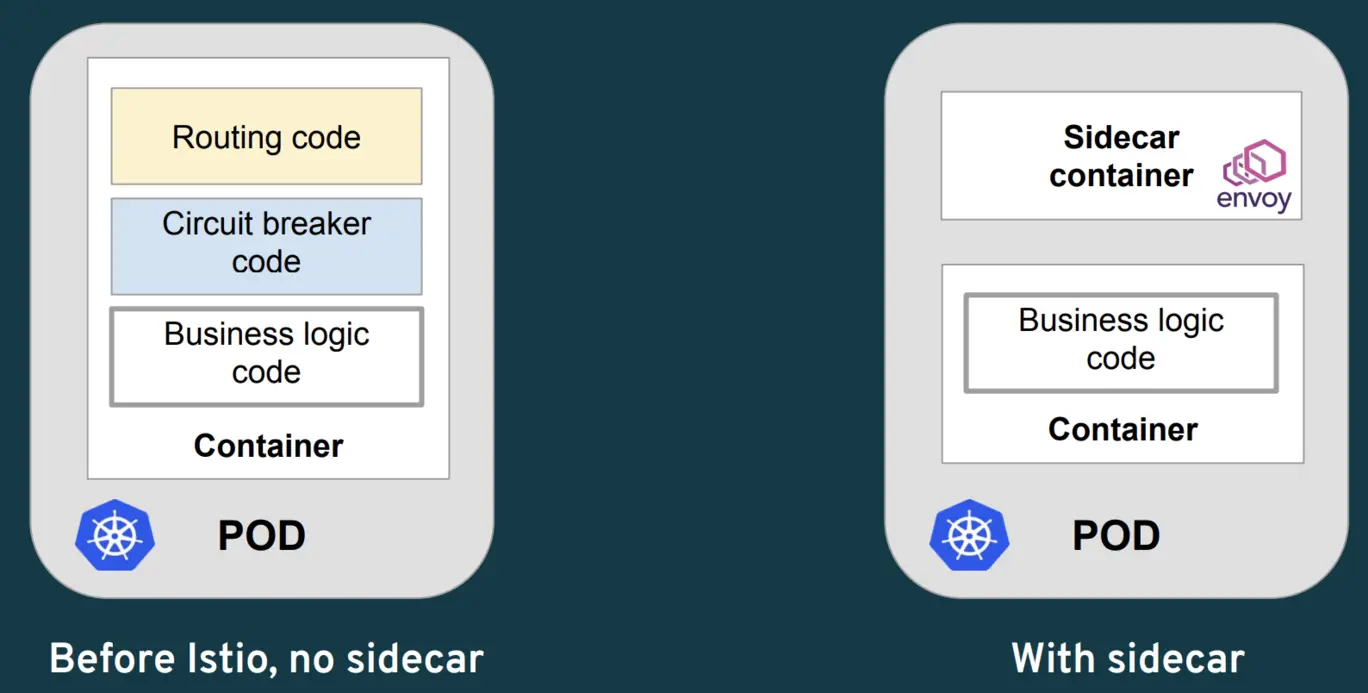 Routing code
Circuit breaker
code
Business logic
code
Container
POD
Before Istio, no sidecar
Sidecar
container
envoy
Business logic
code
Container
POD
With sidecar